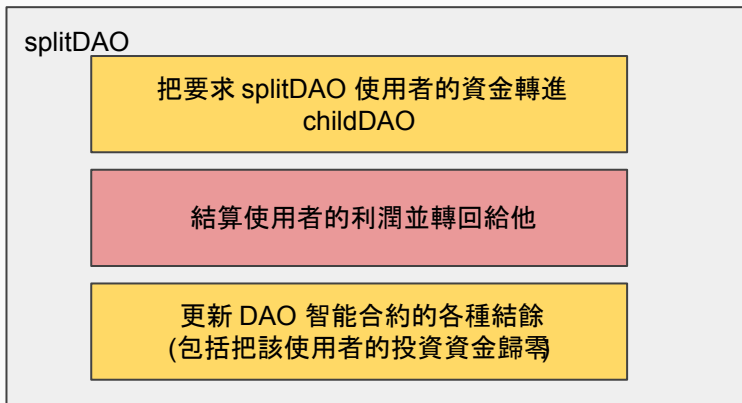 splitDAO
把要求 splitDAO 使用者的資金轉進
childDAO
結算使用者的利潤並轉回給他
更新 DAO 智能合約的各種結餘
(包括把該使用者的投資資金歸零)